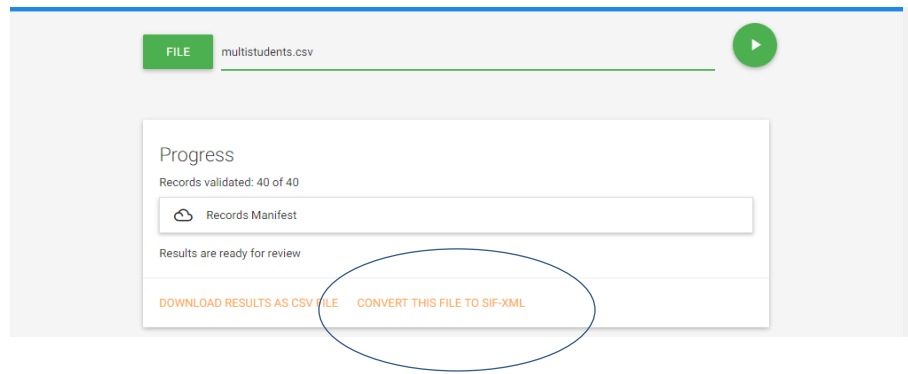 FILE multistudents.csv
Progress
Records validated: 40 of 40
Records Manifest
Results are ready for review
DOWNLOAD RESULTS AS CSV FILE CONVERT THIS FILE TO SIF-XML